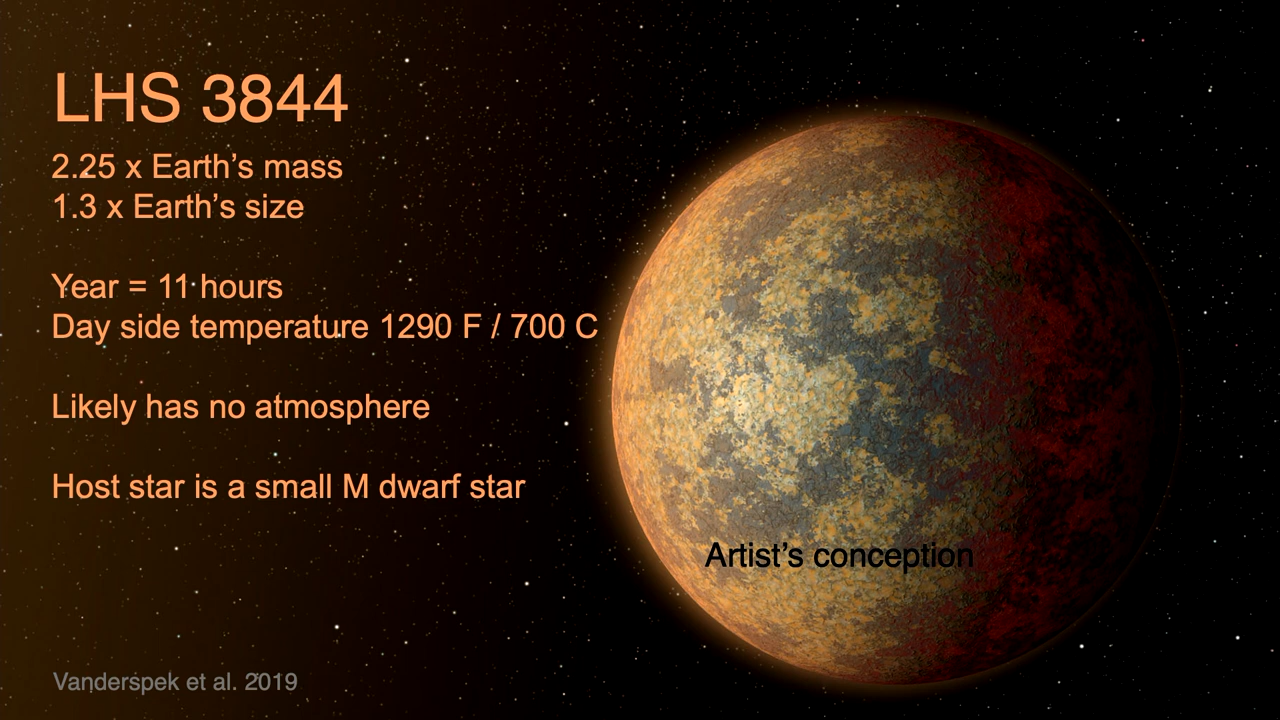 LHS 3844
2.25 x Earth’s mass
1.3 x Earth’s size
Year = 11 hours
Day side temperature 1290 F / 700 C
Likely has no atmosphere
Host star is a small M dwarf star
Artist’s conception
Vanderspek et al. 2019